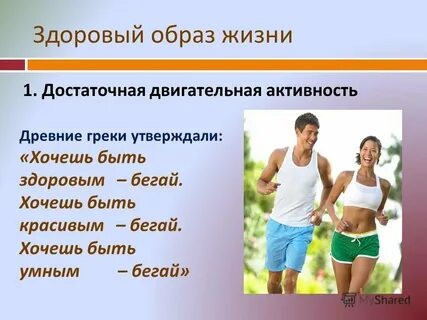 Здоровый образ жизни
1. Достаточная двигательная активность
Древние греки утверждали:
«Хочешь быть
здоровым – бегай.
Хочешь быть
красивым – бегай.
Хочешь быть
умным – бегай»
MyShared